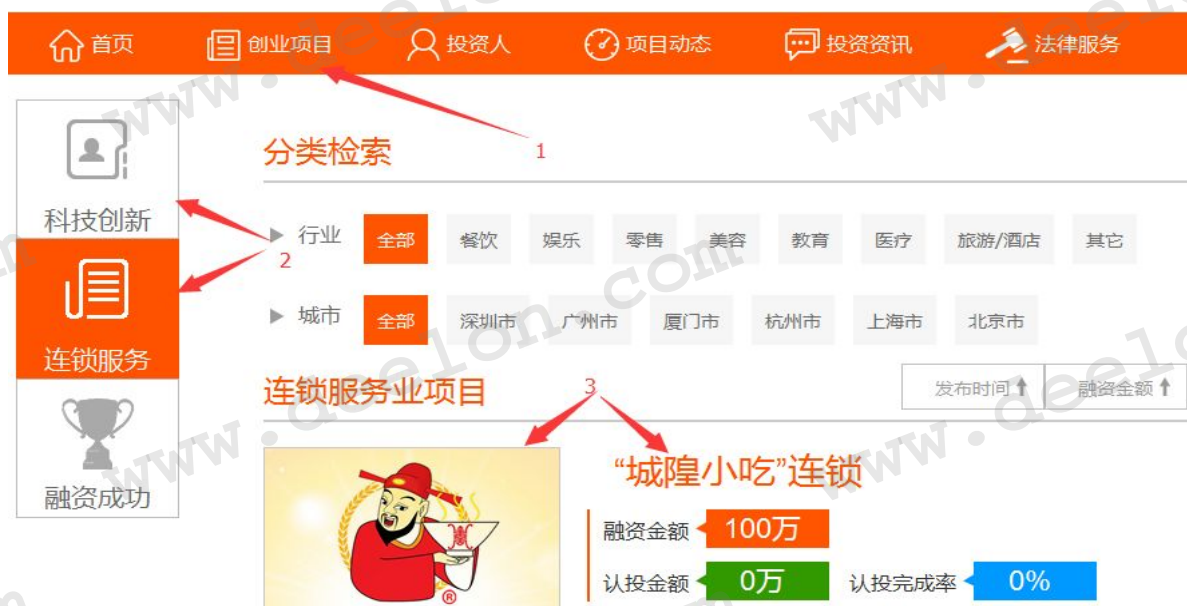 首页 创业项目 投资人 项目动态 投资资讯 法律服务
1
分类检索
科技创新
行业 全部 餐饮 娱乐 零售 美容 教育 医疗 旅游/酒店 其它
2
城市 全部 深圳市 广州市 厦门市 杭州市 上海市 北京市
连锁服务
连锁服务业项目 3 发布时间 融资金额
融资成功
“城隍小吃”连锁
融资金额 100万
认投金额 0万 认投完成率 0%
®
www.deelon.com